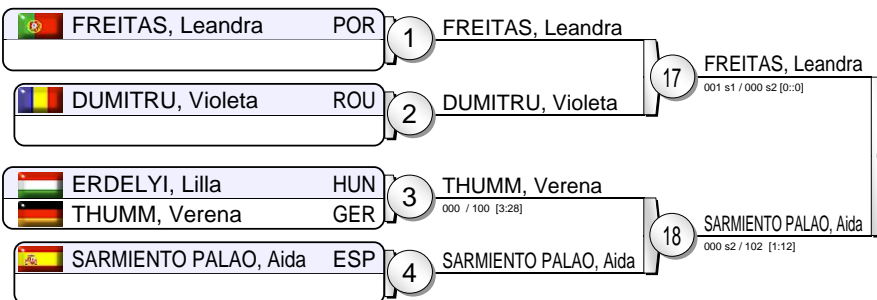 FREITAS, Leandra POR
1
FREITAS, Leandra
17
FREITAS, Leandra
001 s1 / 000 s2 [0::0]
DUMITRU, Violeta ROU
2
DUMITRU, Violeta
ERDELYI, Lilla HUN
THUMM, Verena GER
3
THUMM, Verena
000 / 100 [3:28]
18
SARMIENTO PALAO, Aida
000 s2 / 102 [1:12]
SARMIENTO PALAO, Aida ESP
4
SARMIENTO PALAO, Aida